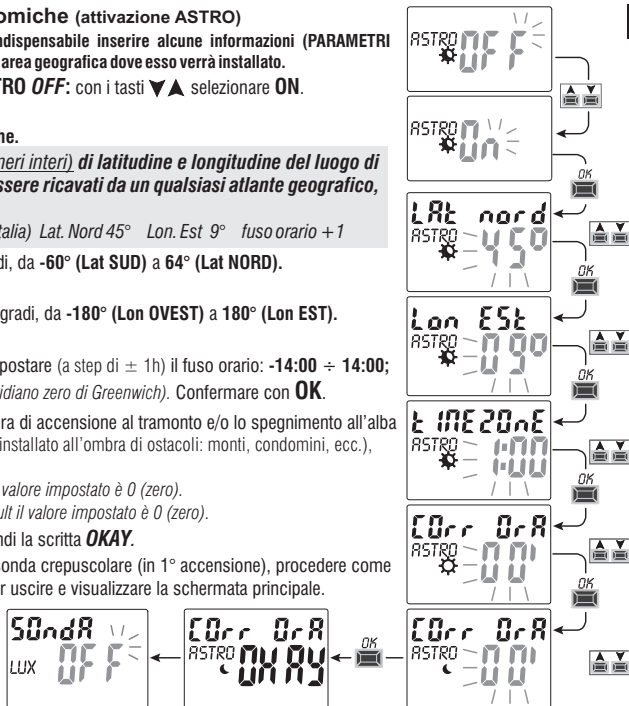 omiche (attivazione ASTRO)
ndispensabile inserire alcune informazioni (PARAMETRI
area geografica dove esso verrà installato.
TRO OFF: con i tasti ▼▲ selezionare ON.
he.
neri interi) di latitudine e longitudine del luogo di
ssere ricavati da un qualsiasi atlante geografico,
talia) Lat. Nord 45° Lon. Est 9° fuso orario +1
di, da -60° (Lat SUD) a 64° (Lat NORD).
gradi, da -180° (Lon OVEST) a 180° (Lon EST).
postare (a step di ± 1h) il fuso orario: -14:00 ÷ 14:00;
idiano zero di Greenwich). Confermare con OK.
ra di accensione al tramonto e/o lo spegnimento all'alba
installato all'ombra di ostacoli: monti, condomini, ecc.),
valore impostato è 0 (zero).
ult il valore impostato è 0 (zero).
ndi la scritta OKAY.
sonda crepuscolare (in 1° accensione), procedere come
r uscire e visualizzare la schermata principale.
ASTRO OFF
ASTRO On
OK
LAt nord
ASTRO 45°
OK
Lon ESt
ASTRO 09°
OK
tIMEZOnE
ASTRO 1:00
OK
COrr OrA
ASTRO 00'
OK
SOndA
LUX OFF
COrr OrA
ASTRO OKAY
OK
COrr OrA
ASTRO 00'